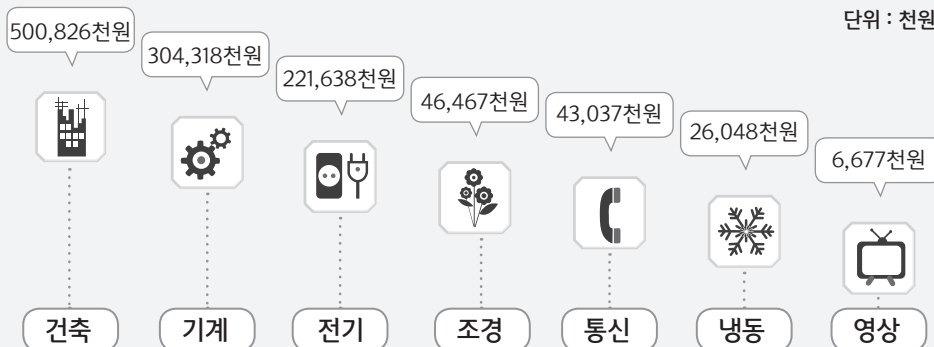 단위 : 천원
500,826천원
304,318천원
221,638천원
46,467천원
43,037천원
26,048천원
6,677천원
건축
기계
전기
조경
통신
냉동
영상